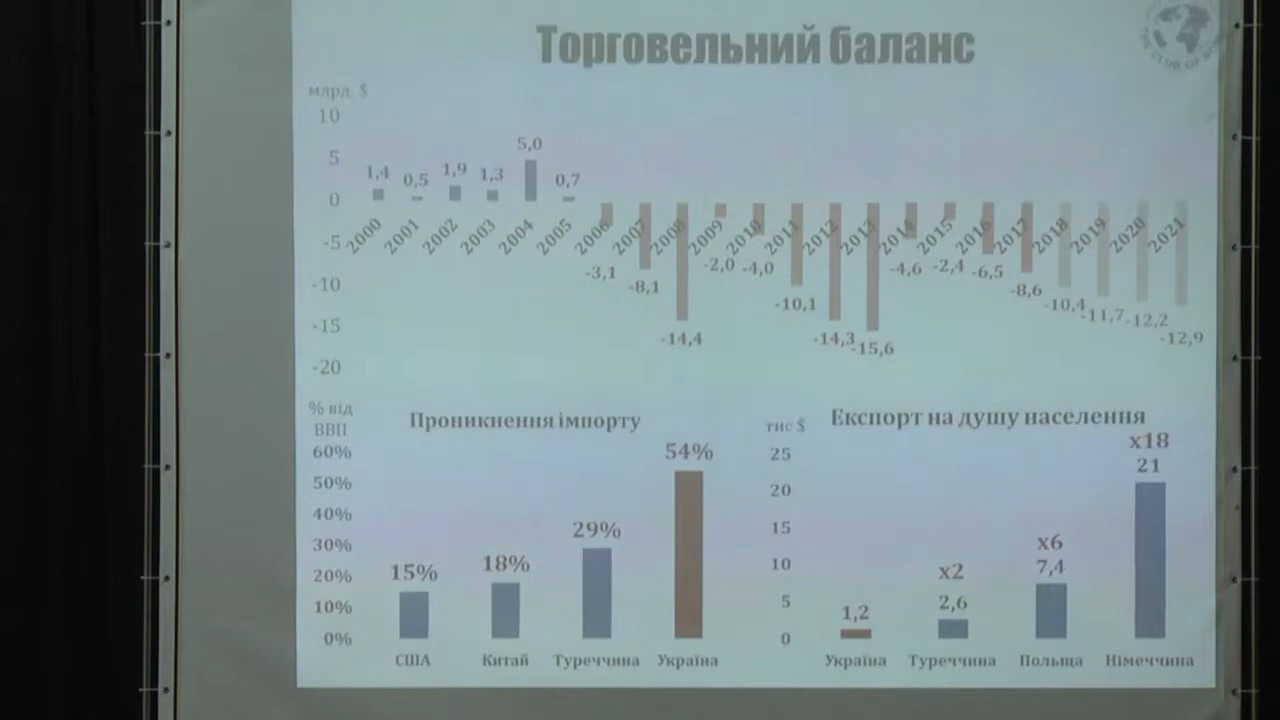 Торговельний баланс
THE CLUB OF
млрд. $
10
5
0
-5
-10
-15
-20
1,4 0,5 1,9 1,3 5,0 0,7
2000 2001 2002 2003 2004 2005 2006 2007 2008 2009 2010 2011 2012 2013 2014 2015 2016 2017 2018 2019 2020 2021
-3,1 -8,1 -14,4 -2,0 -4,0 -10,1 -14,3 -15,6 -4,6 -2,4 -6,5 -8,6 -10,4 -11,7 -12,2 -12,9
% від
ВВП
Проникнення імпорту
60%
50%
40%
30%
20%
10%
0%
15% 18% 29% 54%
США Китай Туреччина Україна
тис $
Експорт на душу населення
25
20
15
10
5
0
x2 x6 x18
1,2 2,6 7,4 21
Україна Туреччина Польща Німеччина